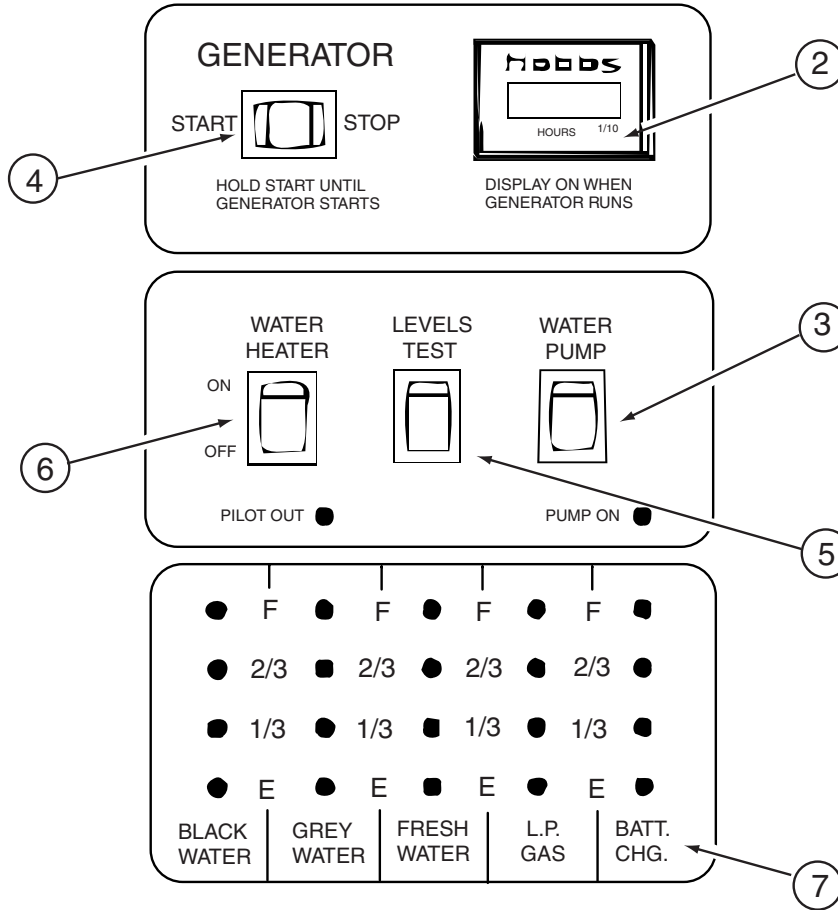 GENERATOR
hobbs
HOURS 1/10
START STOP
HOLD START UNTIL
GENERATOR STARTS
DISPLAY ON WHEN
GENERATOR RUNS
2
4
WATER
HEATER
LEVELS
TEST
WATER
PUMP
ON
OFF
3
6
PILOT OUT
PUMP ON
5
F F F F
2/3 2/3 2/3 2/3
1/3 1/3 1/3 1/3
E E E E
BLACK
WATER
GREY
WATER
FRESH
WATER
L.P.
GAS
BATT.
CHG.
7